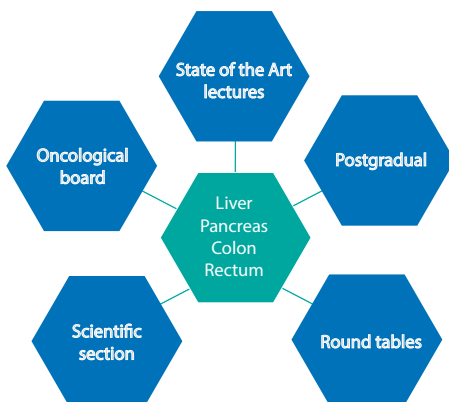 State of the Art
lectures
Oncological
board
Postgradual
Liver
Pancreas
Colon
Rectum
Scientific
section
Round tables